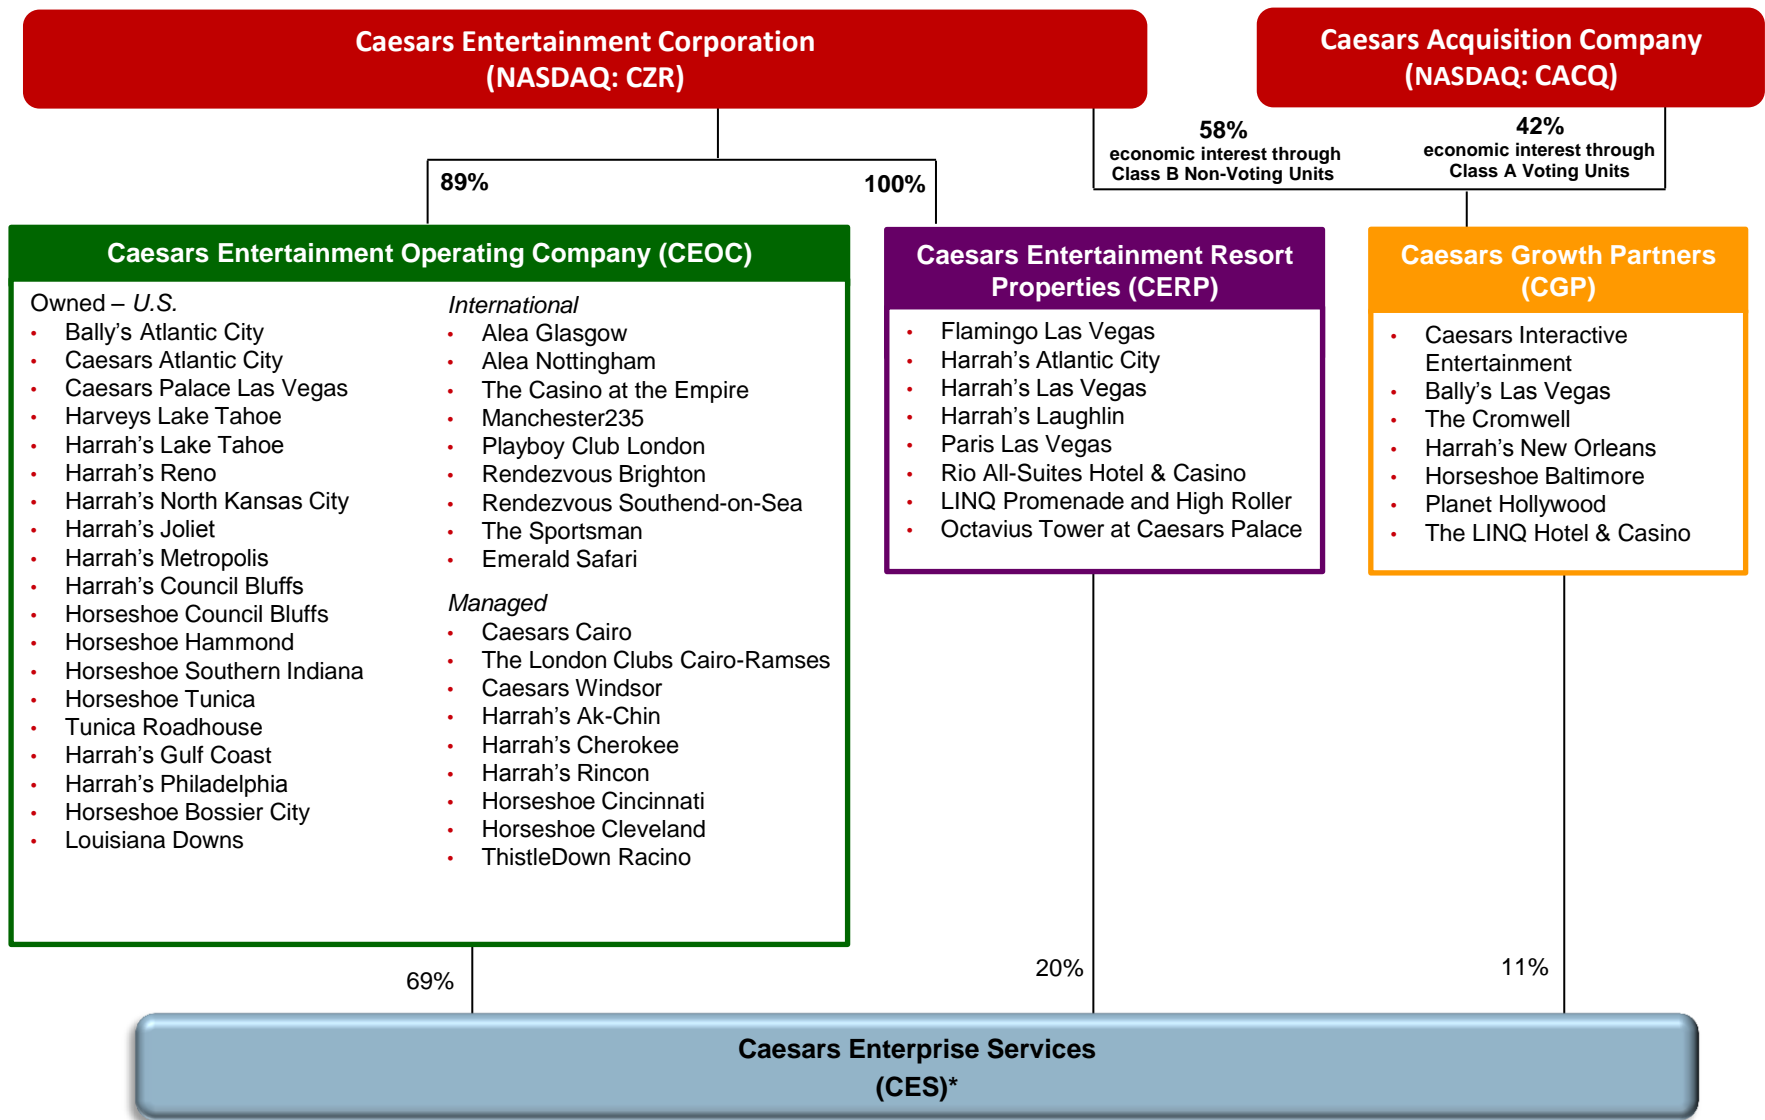 Caesars Entertainment Corporation
(NASDAQ: CZR)
Caesars Acquisition Company
(NASDAQ: CACQ)
58%
economic interest through
Class B Non-Voting Units
42%
economic interest through
Class A Voting Units
89%
100%
Caesars Entertainment Operating Company (CEOC)
Owned – U.S.
• Bally’s Atlantic City
• Caesars Atlantic City
• Caesars Palace Las Vegas
• Harveys Lake Tahoe
• Harrah’s Lake Tahoe
• Harrah’s Reno
• Harrah’s North Kansas City
• Harrah’s Joliet
• Harrah’s Metropolis
• Harrah’s Council Bluffs
• Horseshoe Council Bluffs
• Horseshoe Hammond
• Horseshoe Southern Indiana
• Horseshoe Tunica
• Tunica Roadhouse
• Harrah’s Gulf Coast
• Harrah’s Philadelphia
• Horseshoe Bossier City
• Louisiana Downs
International
• Alea Glasgow
• Alea Nottingham
• The Casino at the Empire
• Manchester235
• Playboy Club London
• Rendezvous Brighton
• Rendezvous Southend-on-Sea
• The Sportsman
• Emerald Safari
Managed
• Caesars Cairo
• The London Clubs Cairo-Ramses
• Caesars Windsor
• Harrah’s Ak-Chin
• Harrah’s Cherokee
• Harrah’s Rincon
• Horseshoe Cincinnati
• Horseshoe Cleveland
• ThistleDown Racino
Caesars Entertainment Resort
Properties (CERP)
• Flamingo Las Vegas
• Harrah’s Atlantic City
• Harrah’s Las Vegas
• Harrah’s Laughlin
• Paris Las Vegas
• Rio All-Suites Hotel & Casino
• LINQ Promenade and High Roller
• Octavius Tower at Caesars Palace
Caesars Growth Partners
(CGP)
• Caesars Interactive
Entertainment
• Bally’s Las Vegas
• The Cromwell
• Harrah’s New Orleans
• Horseshoe Baltimore
• Planet Hollywood
• The LINQ Hotel & Casino
69%
20%
11%
Caesars Enterprise Services
(CES)*